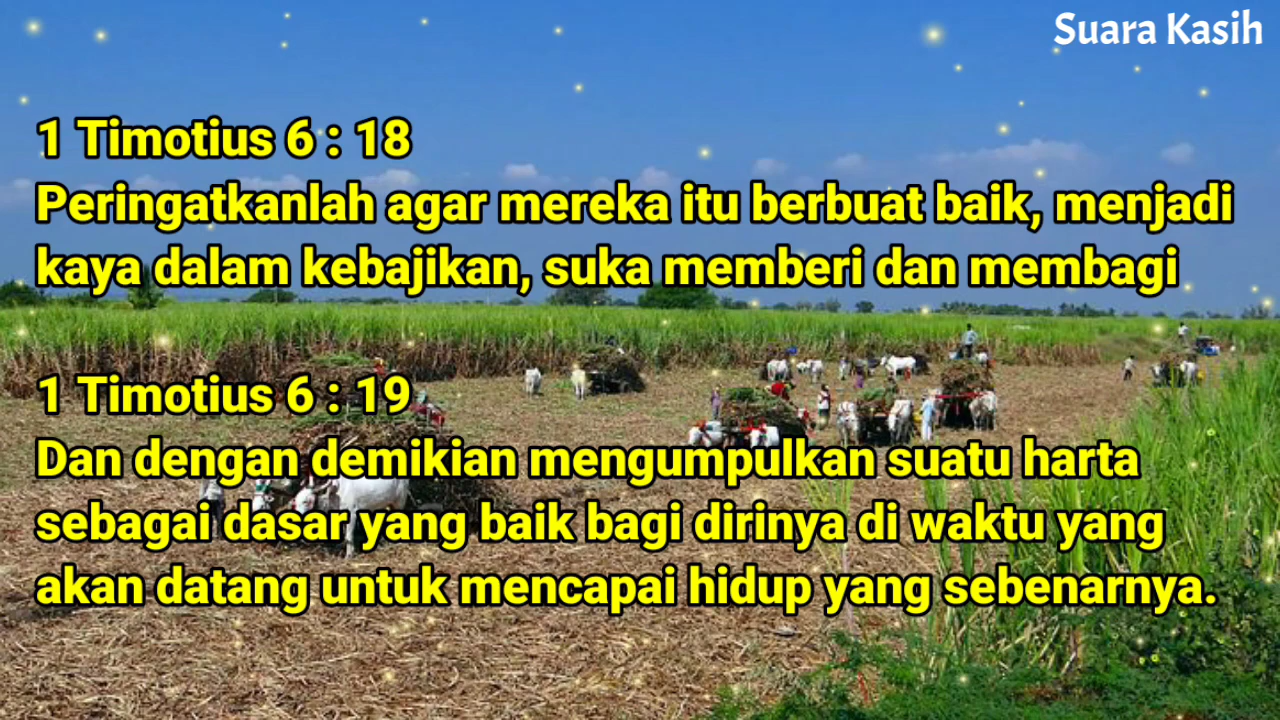 Suara Kasih
1 Timotius 6 : 18
Peringatkanlah agar mereka itu berbuat baik, menjadi
kaya dalam kebajikan, suka memberi dan membagi
1 Timotius 6 : 19
Dan dengan demikian mengumpulkan suatu harta
sebagai dasar yang baik bagi dirinya di waktu yang
akan datang untuk mencapai hidup yang sebenarnya.